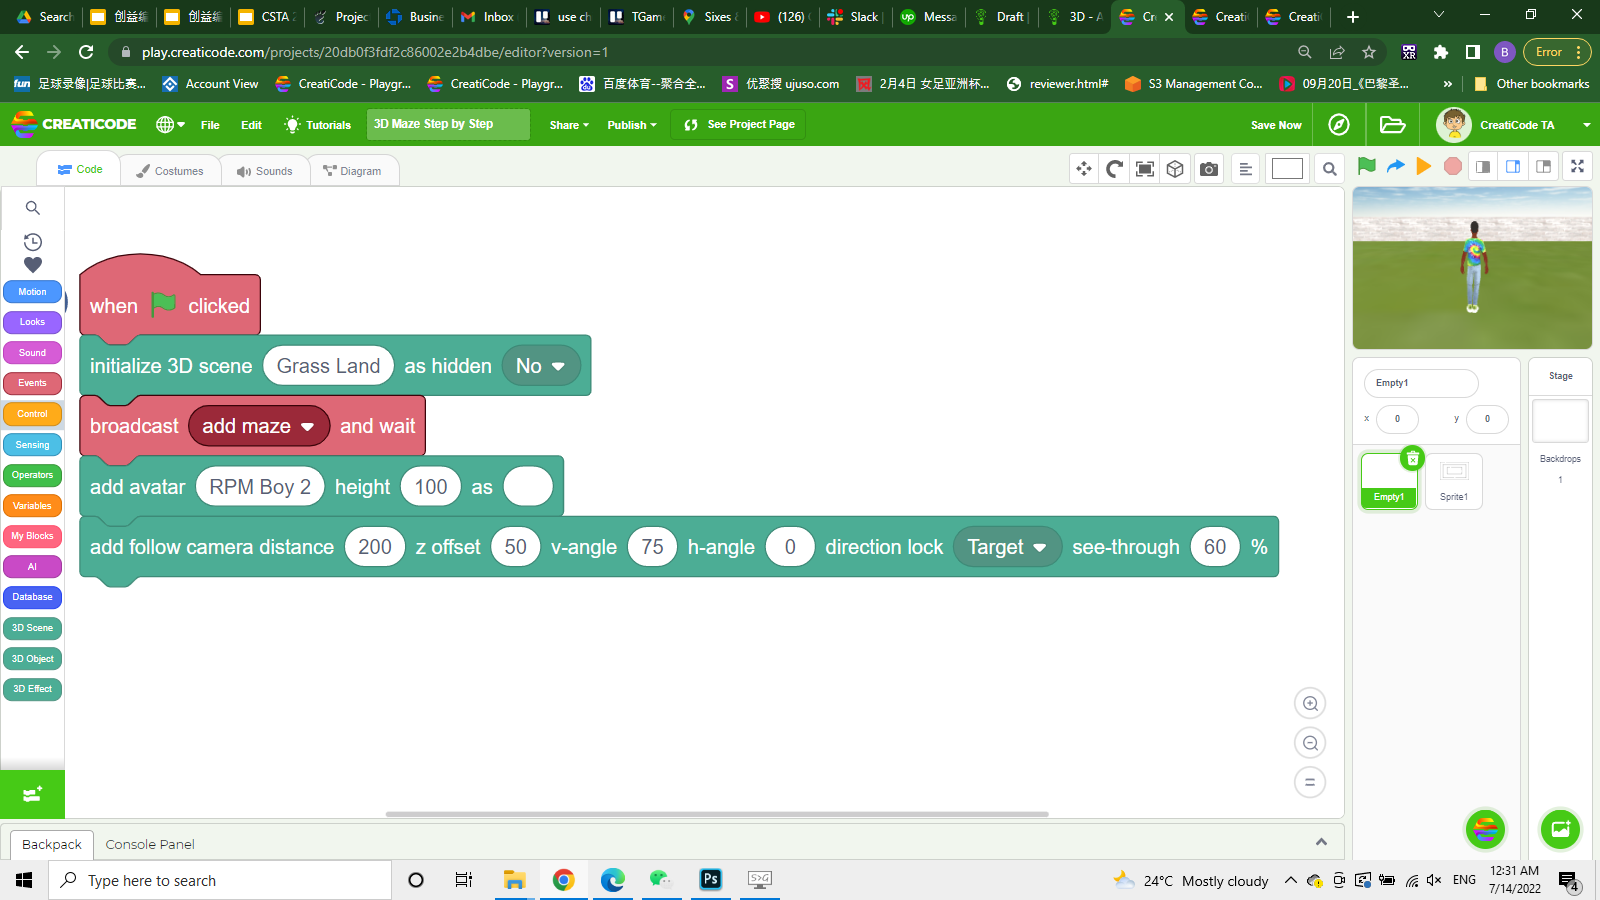 Search
创益编
创益编
CSTA 2
Projec
Busine
Inbox
use ch
TGam
Sixes &
(126)
Slack |
Messa
Draft |
3D - A
Cr
Creati
Creati
play.creaticode.com/projects/20db0f3fdf2c86002e2b4dbe/editor?version=1
B
Error
fun 足球录像|足球比赛...
Account View
CreatiCode - Playgr...
CreatiCode - Playgr...
百度体育--聚合全...
S 优聚搜 ujuso.com
2月4日 女足亚洲杯...
reviewer.html#
S3 Management Co...
09月20日_《巴黎圣...
»
Other bookmarks
CREATICODE
File
Edit
Tutorials
3D Maze Step by Step
Share
Publish
See Project Page
Save Now
CreatiCode TA
Code
Costumes
Sounds
Diagram
Motion
Looks
Sound
Events
Control
Sensing
Operators
Variables
My Blocks
AI
Database
3D Scene
3D Object
3D Effect
when clicked
initialize 3D scene Grass Land as hidden No
broadcast add maze and wait
add avatar RPM Boy 2 height 100 as
add follow camera distance 200 z offset 50 v-angle 75 h-angle 0 direction lock Target see-through 60 %
Empty1
x 0 y 0
Empty1
Sprite1
Stage
Backdrops
1
Backpack
Console Panel
Type here to search
Ps
S>G
24°C Mostly cloudy
ENG
12:31 AM
7/14/2022
4